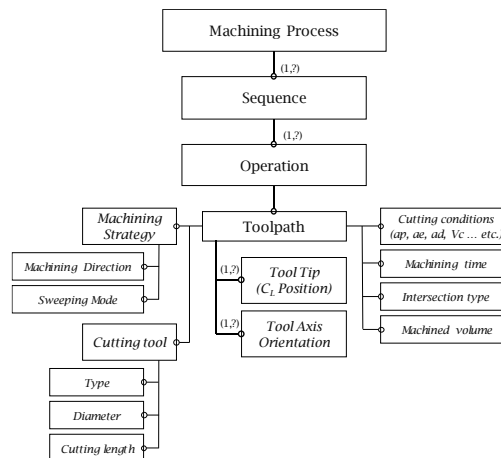 Machining Process
(1,?)
Sequence
(1,?)
Operation
Machining
Strategy
Toolpath
Cutting conditions
(ap, ae, ad, Vc ... etc.)
Machining Direction
(1,?)
Tool Tip
(CL Position)
Machining time
Sweeping Mode
Intersection type
(1,?)
Tool Axis
Orientation
Machined volume
Cutting tool
Type
Diameter
Cutting length